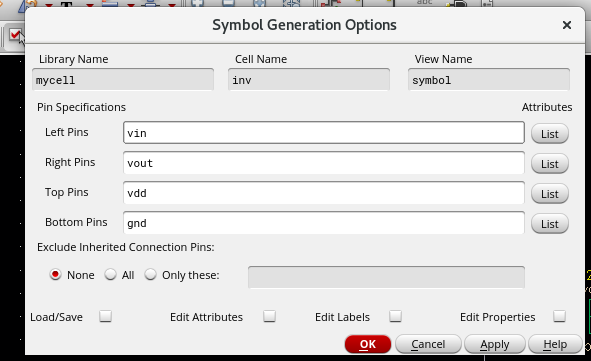 Symbol Generation Options
Library Name Cell Name View Name
mycell inv symbol
Pin Specifications Attributes
Left Pins vin List
Right Pins vout List
Top Pins vdd List
Bottom Pins gnd List
Exclude Inherited Connection Pins:
None All Only these:
Load/Save Edit Attributes Edit Labels Edit Properties
OK Cancel Apply Help